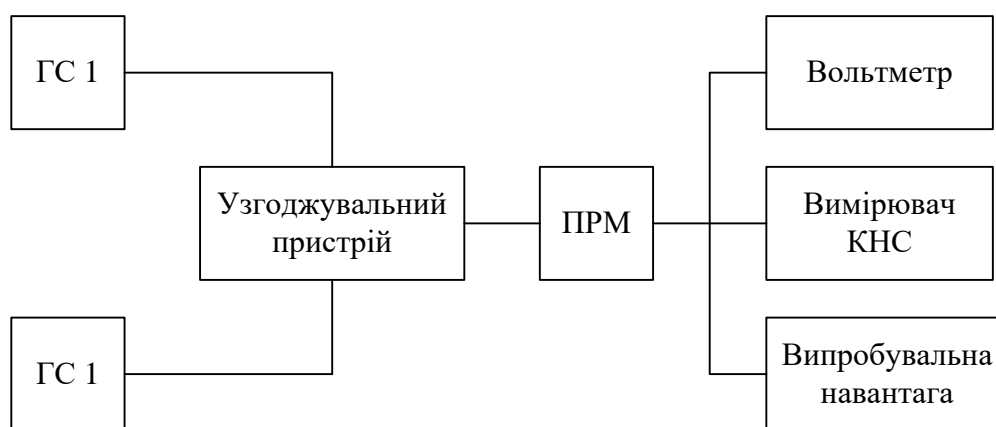 ГС 1
Вольтметр
Узгоджувальний
пристрій
ПРМ
Вимірювач
КНС
ГС 1
Випробувальна
навантага